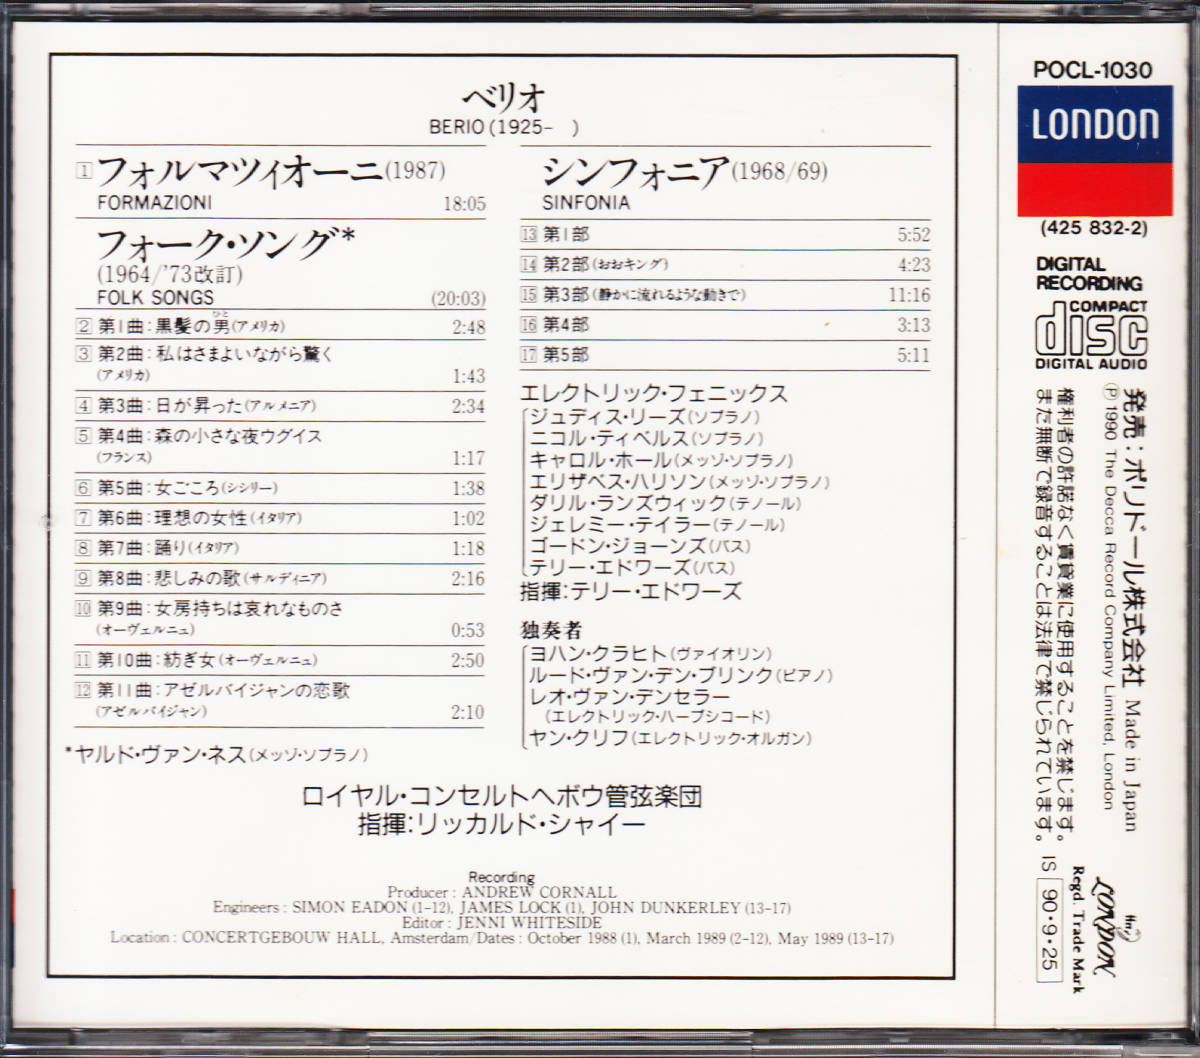 ベリオ
BERIO (1925-　)
1 フォルマツィオーニ(1987)
FORMAZIONI 18:05
フォーク・ソング*
(1964/'73改訂)
FOLK SONGS (20:03)
2 第1曲:黒髪の男(アメリカ) 2:48
ひと
3 第2曲:私はさまよいながら驚く
(アメリカ) 1:43
4 第3曲:日が昇った(アルメニア) 2:34
5 第4曲:森の小さな夜ウグイス
(フランス) 1:17
6 第5曲:女ごころ(シシリー) 1:38
7 第6曲:理想の女性(イタリア) 1:02
8 第7曲:踊り(イタリア) 1:18
9 第8曲:悲しみの歌(サルディニア) 2:16
10 第9曲:女房持ちは哀れなものさ
(オーヴェルニュ) 0:53
11 第10曲:紡ぎ女(オーヴェルニュ) 2:50
12 第11曲:アゼルバイジャンの恋歌
(アゼルバイジャン) 2:10
*ヤルド・ヴァン・ネス(メッゾ・ソプラノ)
シンフォニア(1968/69)
SINFONIA
13 第1部 5:52
14 第2部(おおキング) 4:23
15 第3部(静かに流れるような動きで) 11:16
16 第4部 3:13
17 第5部 5:11
エレクトリック・フェニックス
ジュディス・リーズ(ソプラノ)
ニコル・ティベルス(ソプラノ)
キャロル・ホール(メッゾ・ソプラノ)
エリザベス・ハリソン(メッゾ・ソプラノ)
ダリル・ランズウィック(テノール)
ジェレミー・テイラー(テノール)
ゴードン・ジョーンズ(バス)
テリー・エドワーズ(バス)
指揮:テリー・エドワーズ
独奏者
ヨハン・クラヒト(ヴァイオリン)
ルード・ヴァン・デン・ブリンク(ピアノ)
レオ・ヴァン・デンセラー
(エレクトリック・ハープシコード)
ヤン・クリフ(エレクトリック・オルガン)
ロイヤル・コンセルトヘボウ管弦楽団
指揮:リッカルド・シャイー
Recording
Producer : ANDREW CORNALL
Engineers : SIMON EADON (1-12), JAMES LOCK (1), JOHN DUNKERLEY (13-17)
Editor : JENNI WHITESIDE
Location : CONCERTGEBOUW HALL, Amsterdam/Dates : October 1988 (1), March 1989 (2-12), May 1989 (13-17)
POCL-1030
LONDON
(425 832-2)
DIGITAL
RECORDING
COMPACT
disc
DIGITAL AUDIO
発売:ポリドール株式会社 Made in Japan
Ⓟ 1990 The Decca Record Company Limited, London
権利者の許諾なく賃貸業に使用することを禁じます。
また無断で録音することは法律で禁じられています。
IS 90・9・25
ffrr
LONDON
Regd. Trade Mark